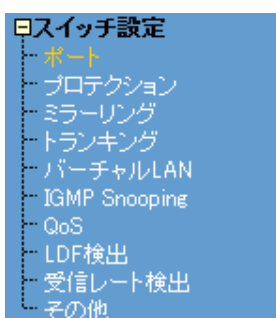 スイッチ設定
ポート
プロテクション
ミラーリング
トランキング
バーチャルLAN
IGMP Snooping
QoS
LDF検出
受信レート検出
その他